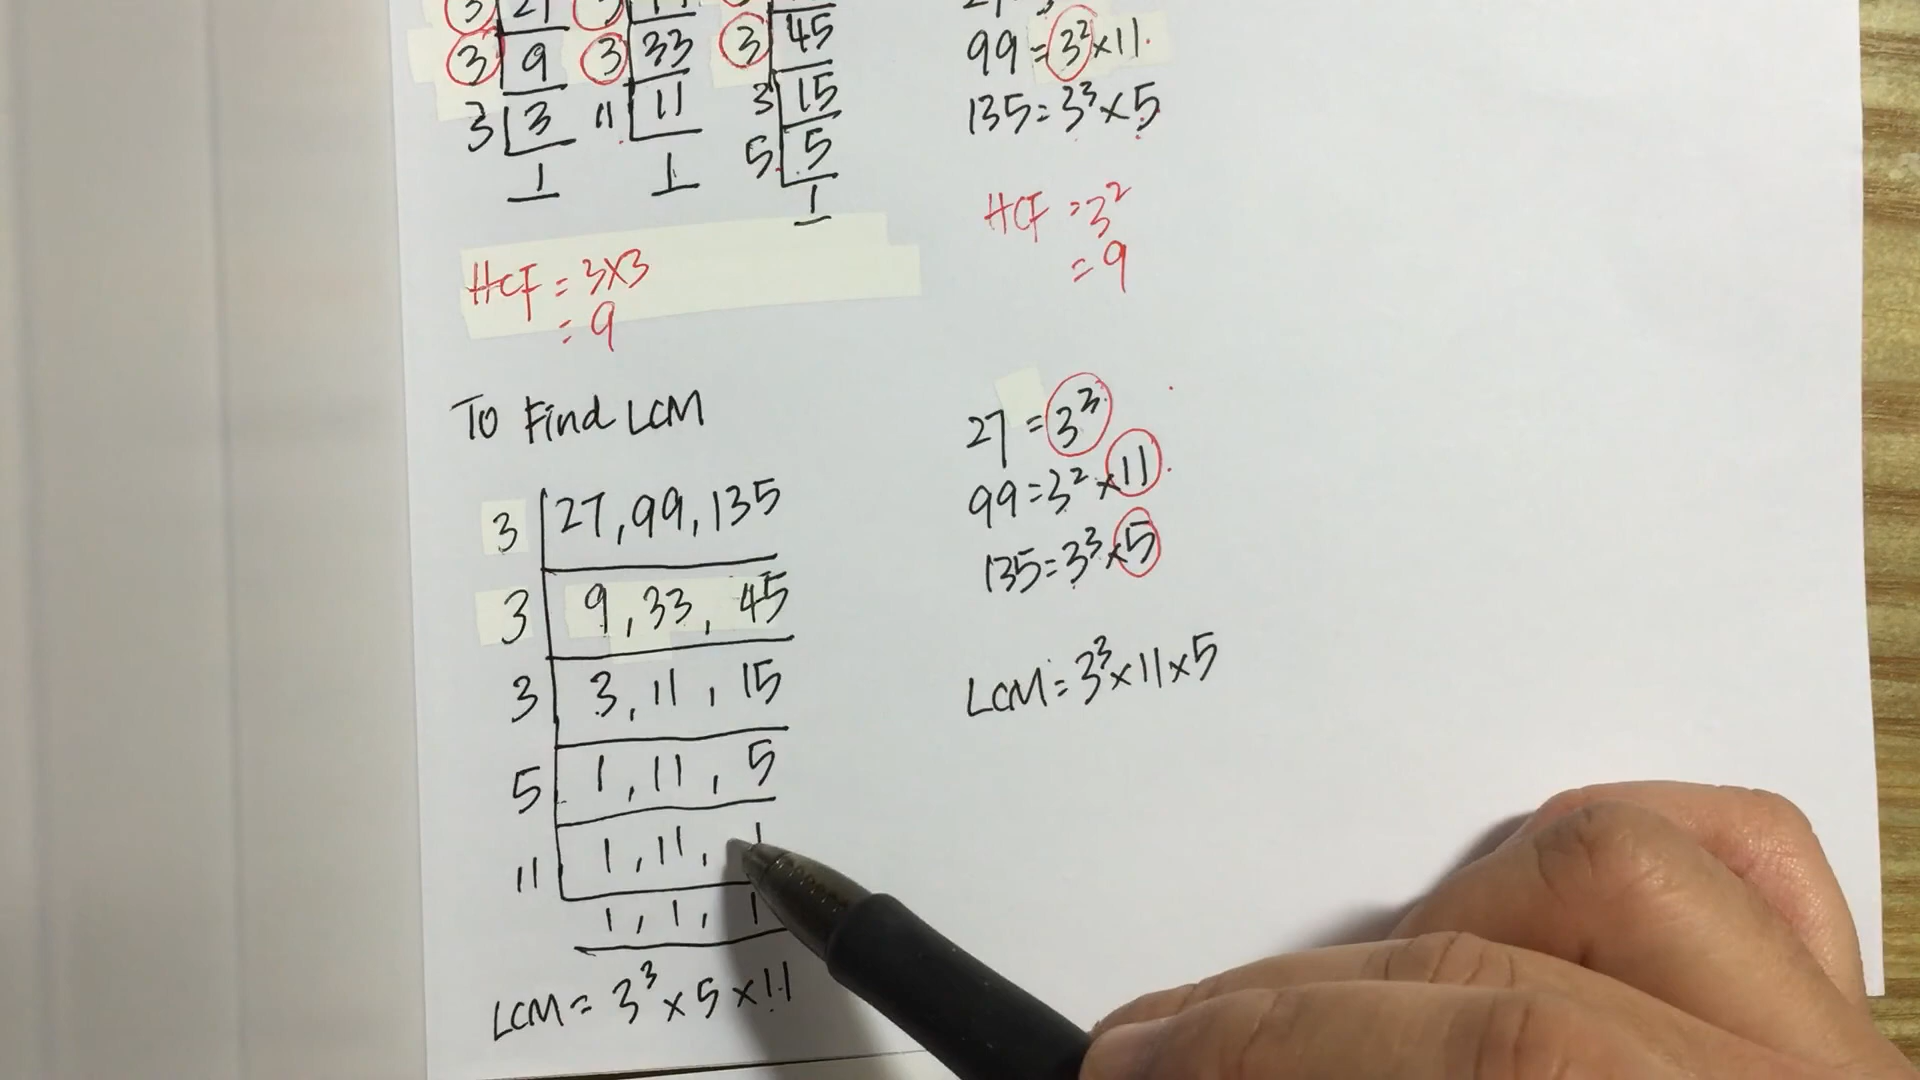 3 | 27
3 | 9
3 | 3
1
3 | 33
11 | 11
1
3 | 45
3 | 15
5 | 5
1
HCF = 3x3
= 9
99 = 3² x 11
135 = 3³ x 5
HCF = 3²
= 9
To Find LCM
3 | 27, 99, 135
3 | 9, 33, 45
3 | 3, 11, 15
5 | 1, 11, 5
11 | 1, 11, 1
1, 1, 1
LCM = 3³ x 5 x 11
27 = 3³
99 = 3² x 11
135 = 3³ x 5
LCM = 3³ x 11 x 5